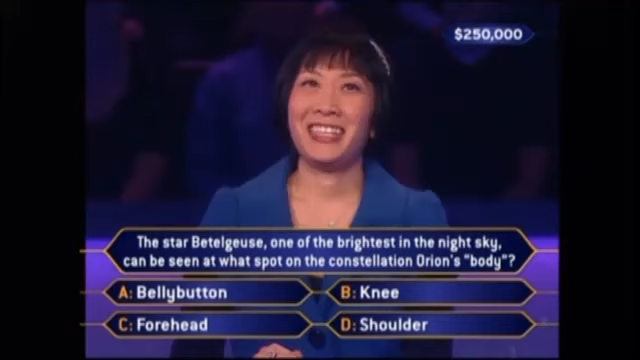 $250,000
The star Betelgeuse, one of the brightest in the night sky,
can be seen at what spot on the constellation Orion's "body"?
A: Bellybutton
B: Knee
C: Forehead
D: Shoulder